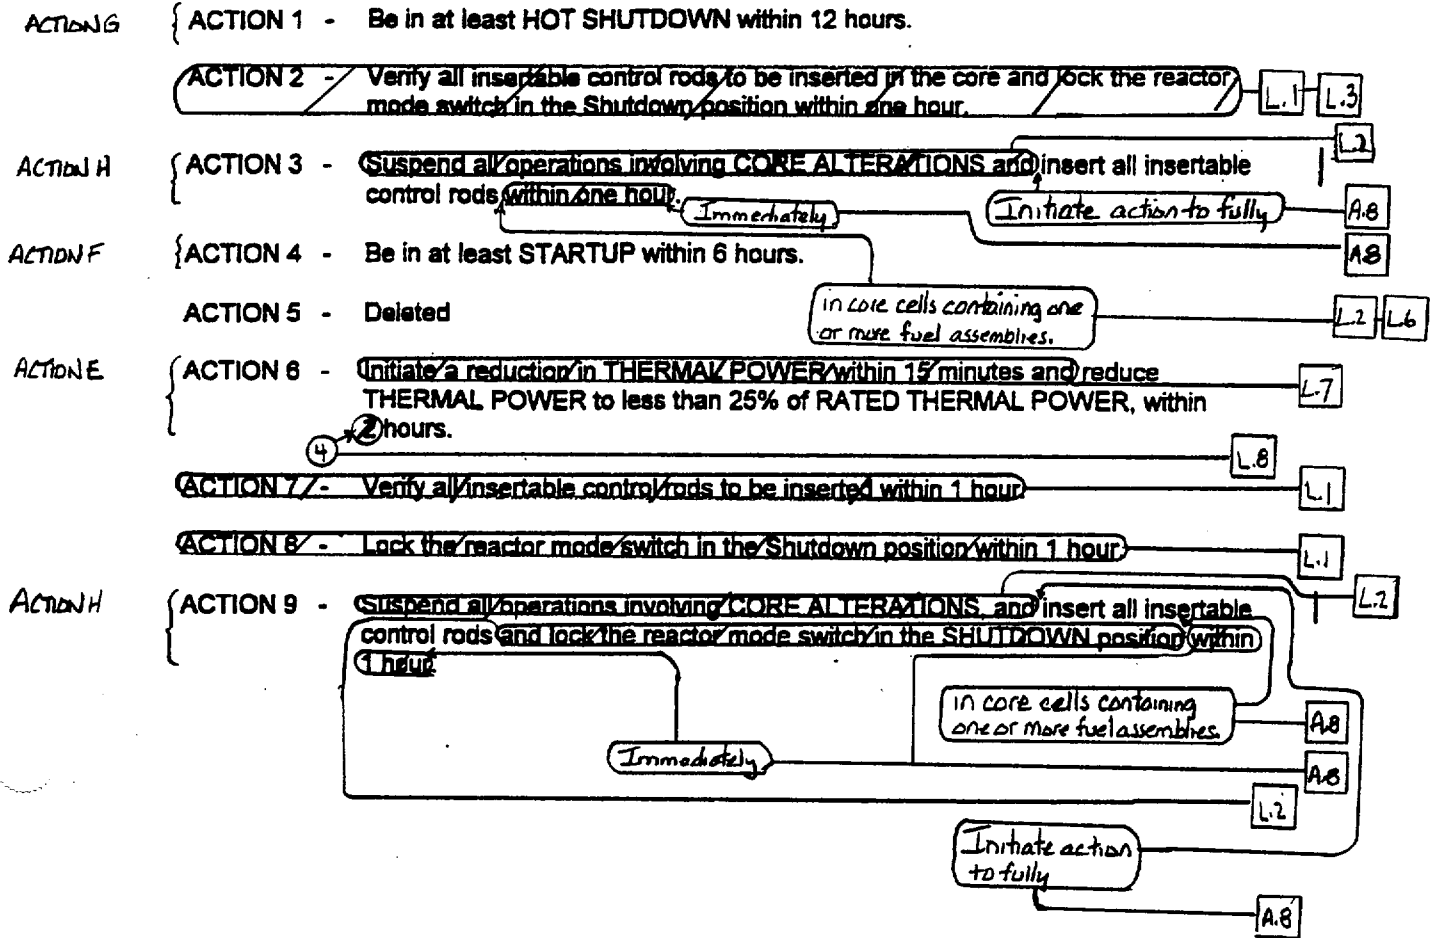 ACTION G { ACTION 1 - Be in at least HOT SHUTDOWN within 12 hours.
ACTION 2 - Verify all insertable control rods to be inserted in the core and lock the reactor
mode switch in the Shutdown position within one hour.
L.1 L.3
L.2
ACTION H { ACTION 3 - Suspend all operations involving CORE ALTERATIONS and insert all insertable
control rods within one hour.
Immediately
Initiate action to fully
A.8
A.8
ACTION F { ACTION 4 - Be in at least STARTUP within 6 hours.
in core cells containing one
or more fuel assemblies.
L.2 L.6
ACTION 5 - Deleted
ACTION E { ACTION 6 - Initiate a reduction in THERMAL POWER within 15 minutes and reduce
THERMAL POWER to less than 25% of RATED THERMAL POWER, within
2 hours.
L.7
4
L.8
ACTION 7 - Verify all insertable control rods to be inserted within 1 hour
L.1
ACTION 8 - Lock the reactor mode switch in the Shutdown position within 1 hour.
L.1
ACTION H { ACTION 9 - Suspend all operations involving CORE ALTERATIONS, and insert all insertable
control rods and lock the reactor mode switch in the SHUTDOWN position within
1 hour.
L.2
in core cells containing
one or more fuel assemblies.
A.8
Immediately
A.8
L.2
Initiate action
to fully
A.8